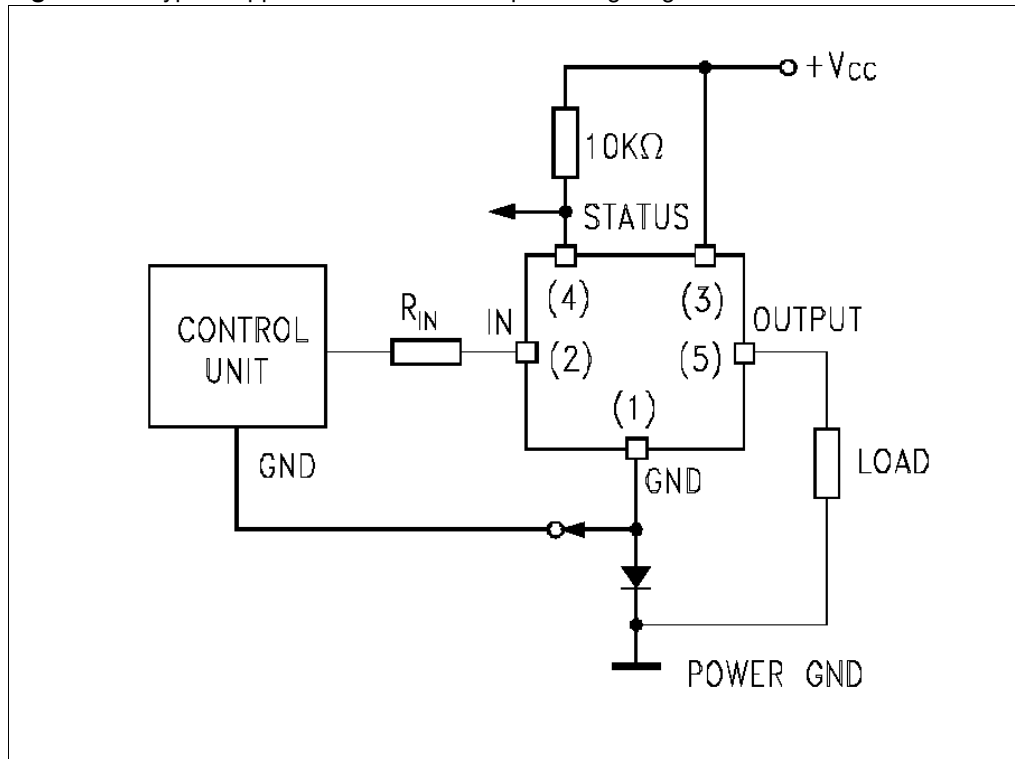 +VCC
10KΩ
STATUS
(4)
(3)
CONTROL
UNIT
RIN
IN
(2)
(5)
OUTPUT
(1)
GND
GND
LOAD
POWER GND